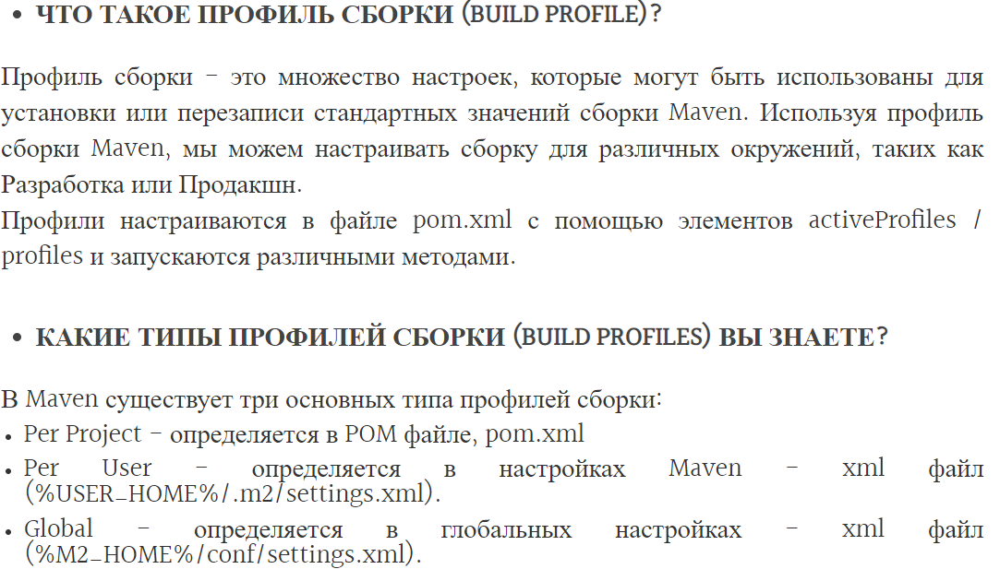 • ЧТО ТАКОЕ ПРОФИЛЬ СБОРКИ (BUILD PROFILE)?
Профиль сборки – это множество настроек, которые могут быть использованы для
установки или перезаписи стандартных значений сборки Maven. Используя профиль
сборки Maven, мы можем настраивать сборку для различных окружений, таких как
Разработка или Продакшн.
Профили настраиваются в файле pom.xml с помощью элементов activeProfiles /
profiles и запускаются различными методами.
• КАКИЕ ТИПЫ ПРОФИЛЕЙ СБОРКИ (BUILD PROFILES) ВЫ ЗНАЕТЕ?
В Maven существует три основных типа профилей сборки:
• Per Project – определяется в POM файле, pom.xml
• Per User – определяется в настройках Maven – xml файл
(%USER_HOME%/.m2/settings.xml).
• Global – определяется в глобальных настройках – xml файл
(%M2_HOME%/conf/settings.xml).